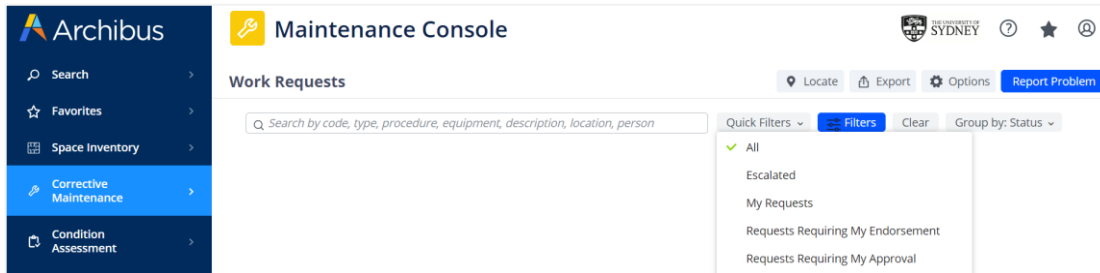 Archibus
Maintenance Console
THE UNIVERSITY OF
SYDNEY
Search
Favorites
Space Inventory
Corrective
Maintenance
Condition
Assessment
Work Requests
Locate
Export
Options
Report Problem
Search by code, type, procedure, equipment, description, location, person
Quick Filters
Filters
Clear
Group by: Status
All
Escalated
My Requests
Requests Requiring My Endorsement
Requests Requiring My Approval